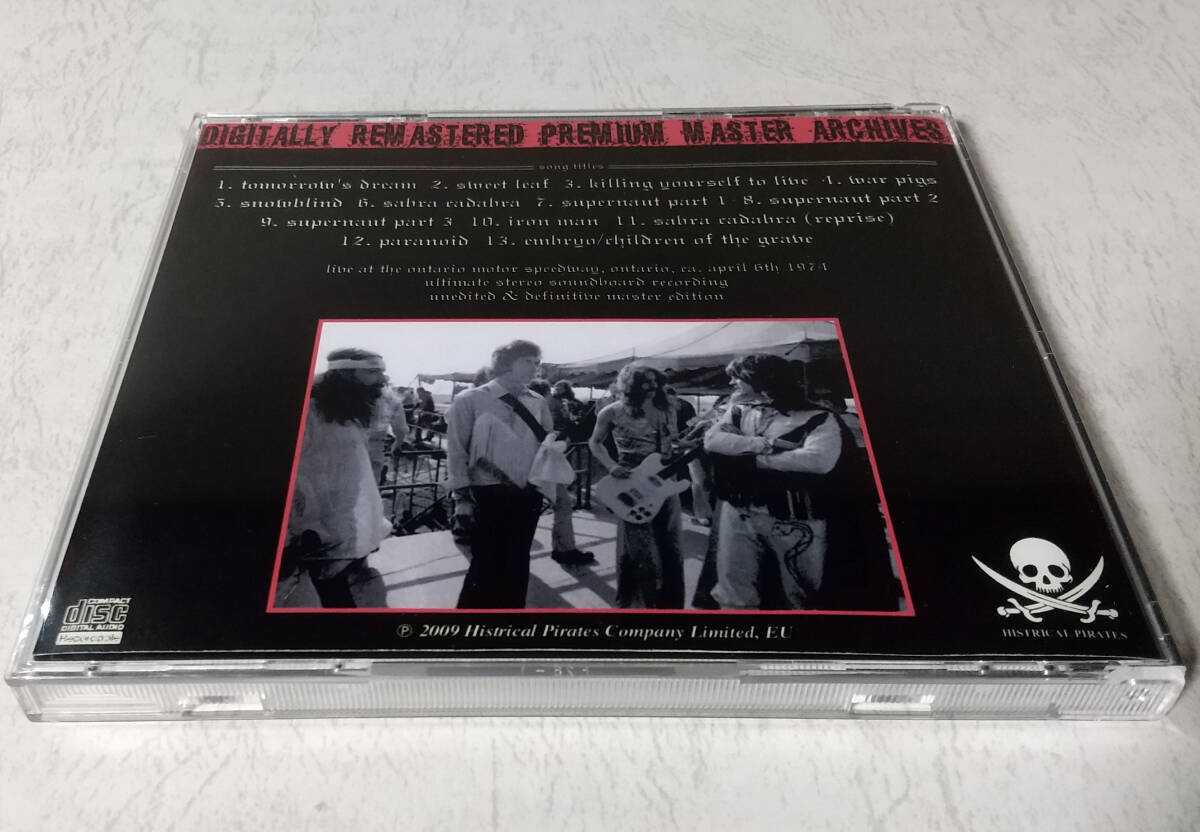 DIGITALLY REMASTERED PREMIUM MASTER ARCHIVES
song titles
1. tomorrow's dream 2. sweet leaf 3. killing yourself to live 4. war pigs
5. snowblind 6. sabra cadabra 7. supernaut part 1 8. supernaut part 2
9. supernaut part 3 10. iron man 11. sabra cadabra (reprise)
12. paranoid 13. embryo/children of the grave
live at the ontario motor speedway, ontario, ca. april 6th 1974
ultimate stereo soundboard recording
unedited & definitive master edition
COMPACT
disc
DIGITAL AUDIO
Recordable
℗ 2009 Histrical Pirates Company Limited, EU
HISTRICAL PIRATES